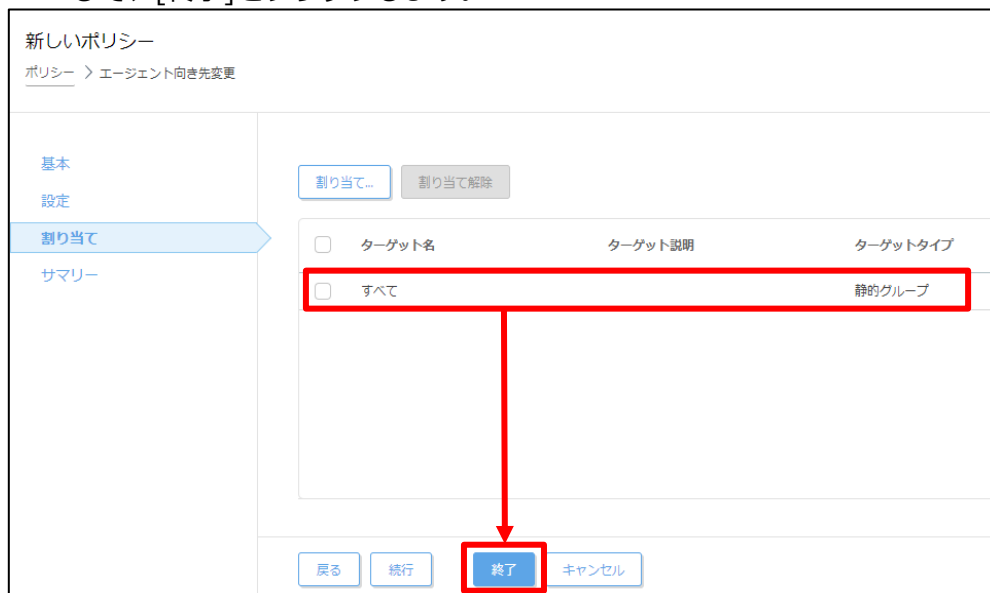 新しいポリシー
ポリシー 〉 エージェント向き先変更
基本
設定
割り当て
サマリー
割り当て... 割り当て解除
ターゲット名 ターゲット説明 ターゲットタイプ
すべて 静的グループ
戻る 続行 終了 キャンセル